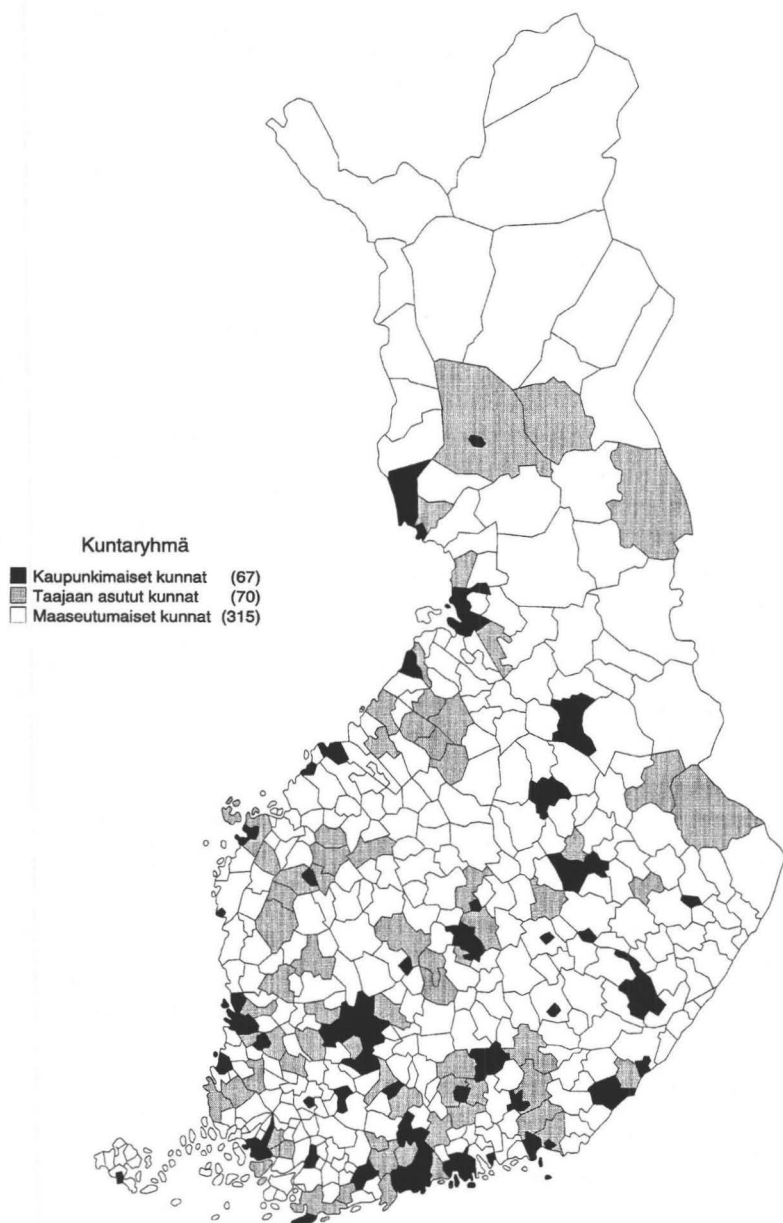 Kuntaryhmä
Kaupunkimaiset kunnat (67)
Taajaan asutut kunnat (70)
Maaseutumaiset kunnat (315)